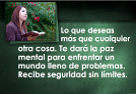 Lo que deseas
más que cualquier
otra cosa. Te dará la paz
mental para enfrentar un
mundo lleno de problemas.
Recibe seguridad sin límites.